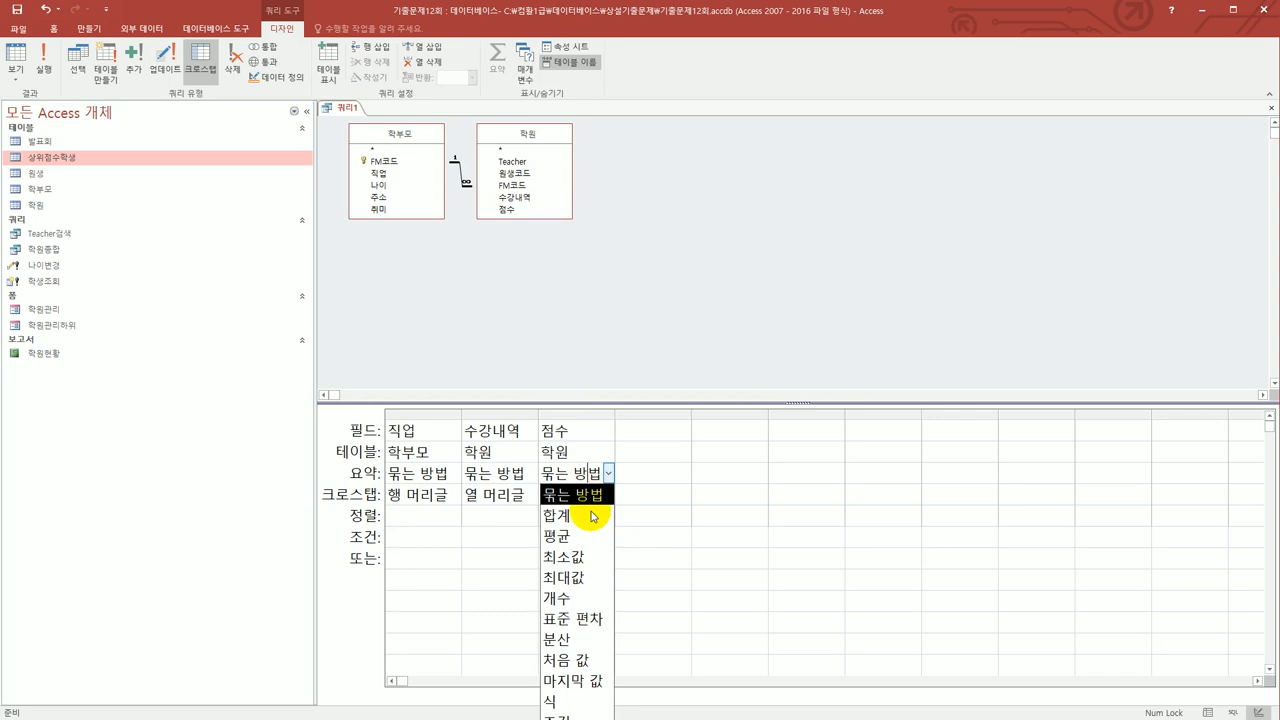 쿼리 도구
기출문제12회 : 데이터베이스- C:₩컴활1급₩데이터베이스₩상설기출문제₩기출문제12회.accdb (Access 2007 - 2016 파일 형식) - Access
파일 홈 만들기 외부 데이터 데이터베이스 도구 디자인 수행할 작업을 알려 주세요.
보기 실행 선택 테이블 만들기 추가 업데이트 크로스탭 삭제
통합
통과
데이터 정의
테이블 표시
행 삽입
행 삭제
작성기
열 삽입
열 삭제
반환:
요약 매개 변수
속성 시트
테이블 이름
결과 쿼리 유형 쿼리 설정 표시/숨기기
모든 Access 개체
테이블
발표회
상위점수학생
원생
학부모
학원
쿼리
Teacher검색
학원종합
나이변경
학생조회
폼
학원관리
학원관리하위
보고서
학원현황
쿼리1
학부모
*
FM코드
직업
나이
주소
취미
1
∞
학원
*
Teacher
원생코드
FM코드
수강내역
점수
필드: 직업 수강내역 점수
테이블: 학부모 학원 학원
요약: 묶는 방법 묶는 방법 묶는 방법
크로스탭: 행 머리글 열 머리글 묶는 방법
정렬: 합계
조건: 평균
또는: 최소값
최대값
개수
표준 편차
분산
처음 값
마지막 값
식
조건
준비 Num Lock SQL